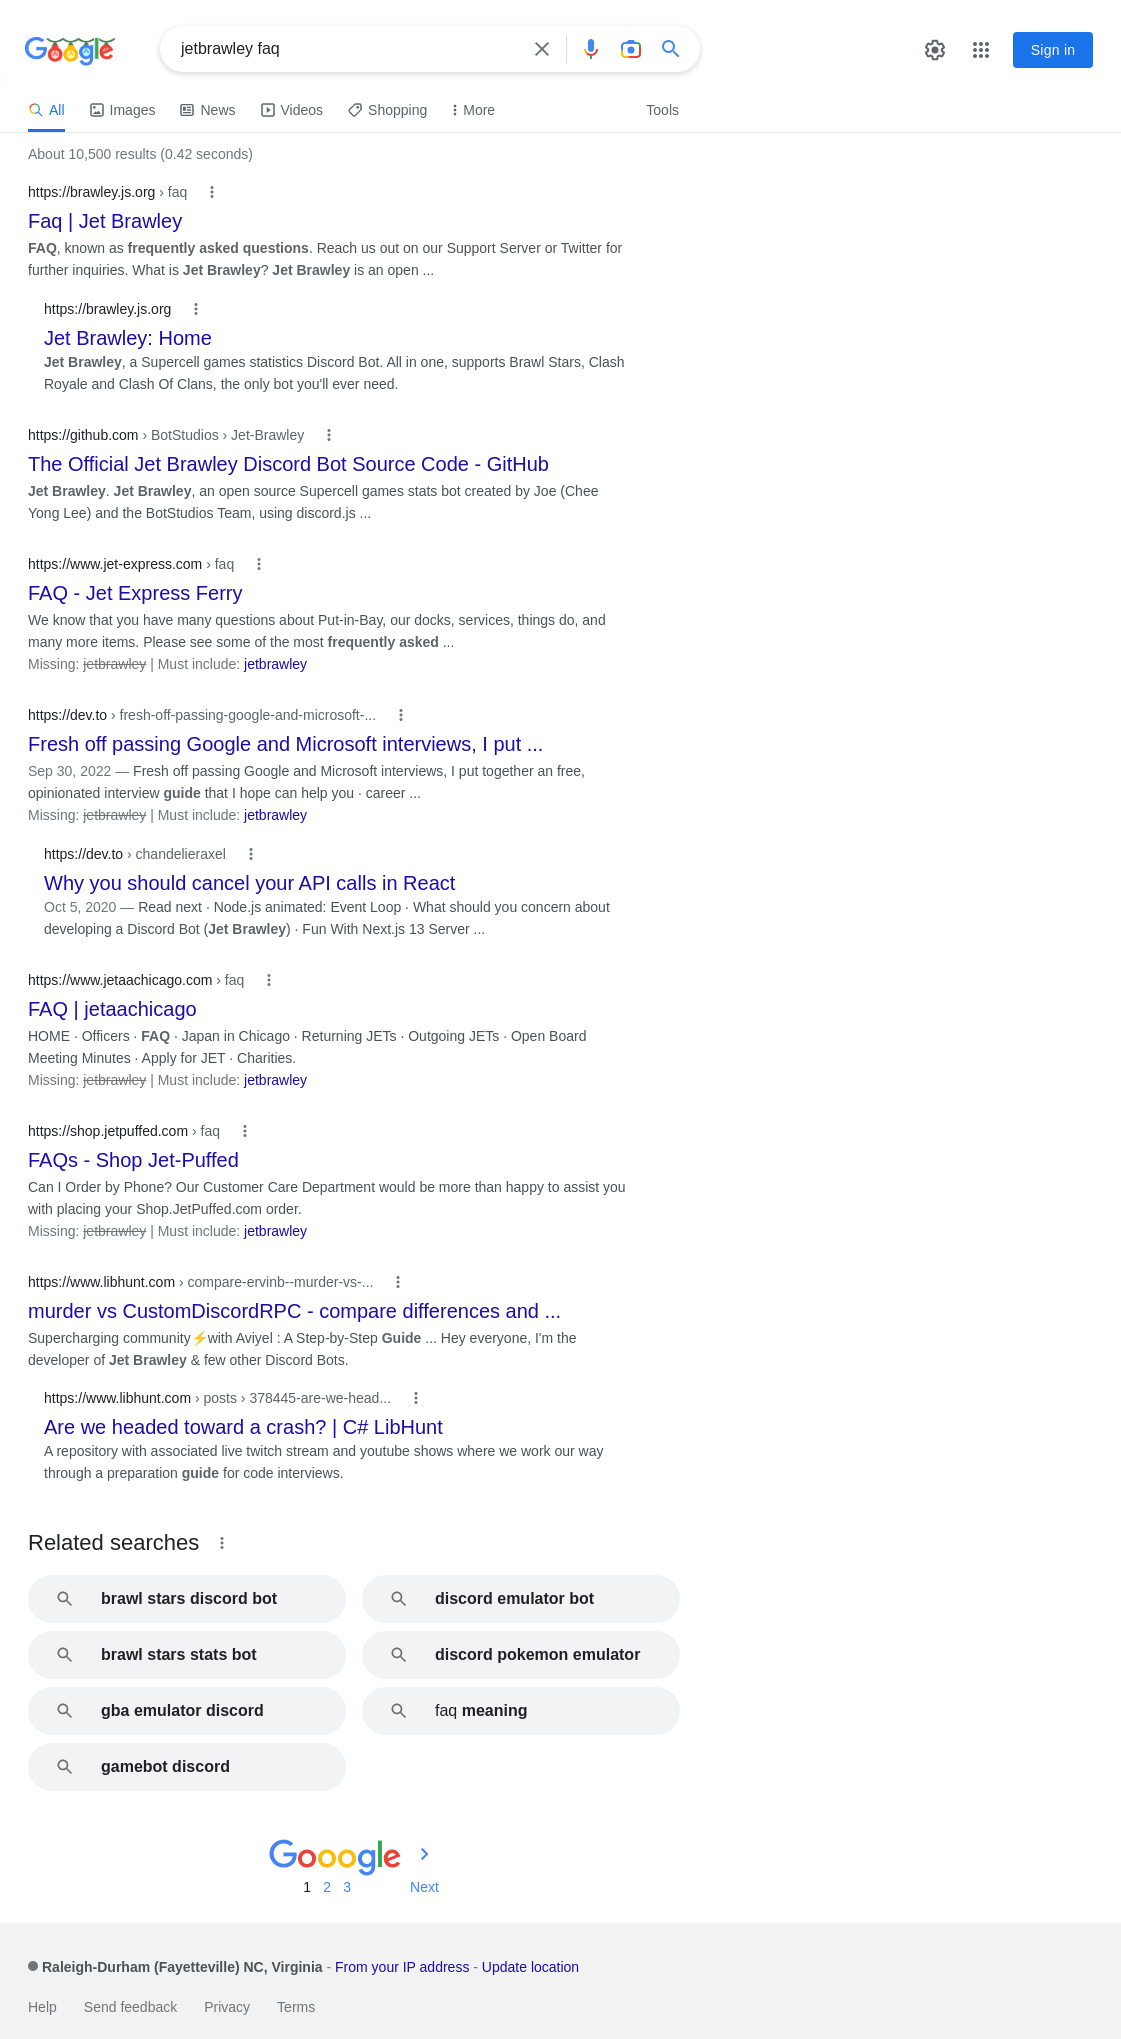 Google
jetbrawley faq
Sign in
All Images News Videos Shopping More Tools
About 10,500 results (0.42 seconds)
https://brawley.js.org › faq
Faq | Jet Brawley
FAQ, known as frequently asked questions. Reach us out on our Support Server or Twitter for
further inquiries. What is Jet Brawley? Jet Brawley is an open ...
https://brawley.js.org
Jet Brawley: Home
Jet Brawley, a Supercell games statistics Discord Bot. All in one, supports Brawl Stars, Clash
Royale and Clash Of Clans, the only bot you'll ever need.
https://github.com › BotStudios › Jet-Brawley
The Official Jet Brawley Discord Bot Source Code - GitHub
Jet Brawley. Jet Brawley, an open source Supercell games stats bot created by Joe (Chee
Yong Lee) and the BotStudios Team, using discord.js ...
https://www.jet-express.com › faq
FAQ - Jet Express Ferry
We know that you have many questions about Put-in-Bay, our docks, services, things do, and
many more items. Please see some of the most frequently asked ...
Missing: jetbrawley | Must include: jetbrawley
https://dev.to › fresh-off-passing-google-and-microsoft-...
Fresh off passing Google and Microsoft interviews, I put ...
Sep 30, 2022 — Fresh off passing Google and Microsoft interviews, I put together an free,
opinionated interview guide that I hope can help you · career ...
Missing: jetbrawley | Must include: jetbrawley
https://dev.to › chandelieraxel
Why you should cancel your API calls in React
Oct 5, 2020 — Read next · Node.js animated: Event Loop · What should you concern about
developing a Discord Bot (Jet Brawley) · Fun With Next.js 13 Server ...
https://www.jetaachicago.com › faq
FAQ | jetaachicago
HOME · Officers · FAQ · Japan in Chicago · Returning JETs · Outgoing JETs · Open Board
Meeting Minutes · Apply for JET · Charities.
Missing: jetbrawley | Must include: jetbrawley
https://shop.jetpuffed.com › faq
FAQs - Shop Jet-Puffed
Can I Order by Phone? Our Customer Care Department would be more than happy to assist you
with placing your Shop.JetPuffed.com order.
Missing: jetbrawley | Must include: jetbrawley
https://www.libhunt.com › compare-ervinb--murder-vs-...
murder vs CustomDiscordRPC - compare differences and ...
Supercharging community⚡with Aviyel : A Step-by-Step Guide ... Hey everyone, I'm the
developer of Jet Brawley & few other Discord Bots.
https://www.libhunt.com › posts › 378445-are-we-head...
Are we headed toward a crash? | C# LibHunt
A repository with associated live twitch stream and youtube shows where we work our way
through a preparation guide for code interviews.
Related searches
brawl stars discord bot
discord emulator bot
brawl stars stats bot
discord pokemon emulator
gba emulator discord
faq meaning
gamebot discord
Gooogle
1 2 3 Next
Raleigh-Durham (Fayetteville) NC, Virginia - From your IP address - Update location
Help Send feedback Privacy Terms